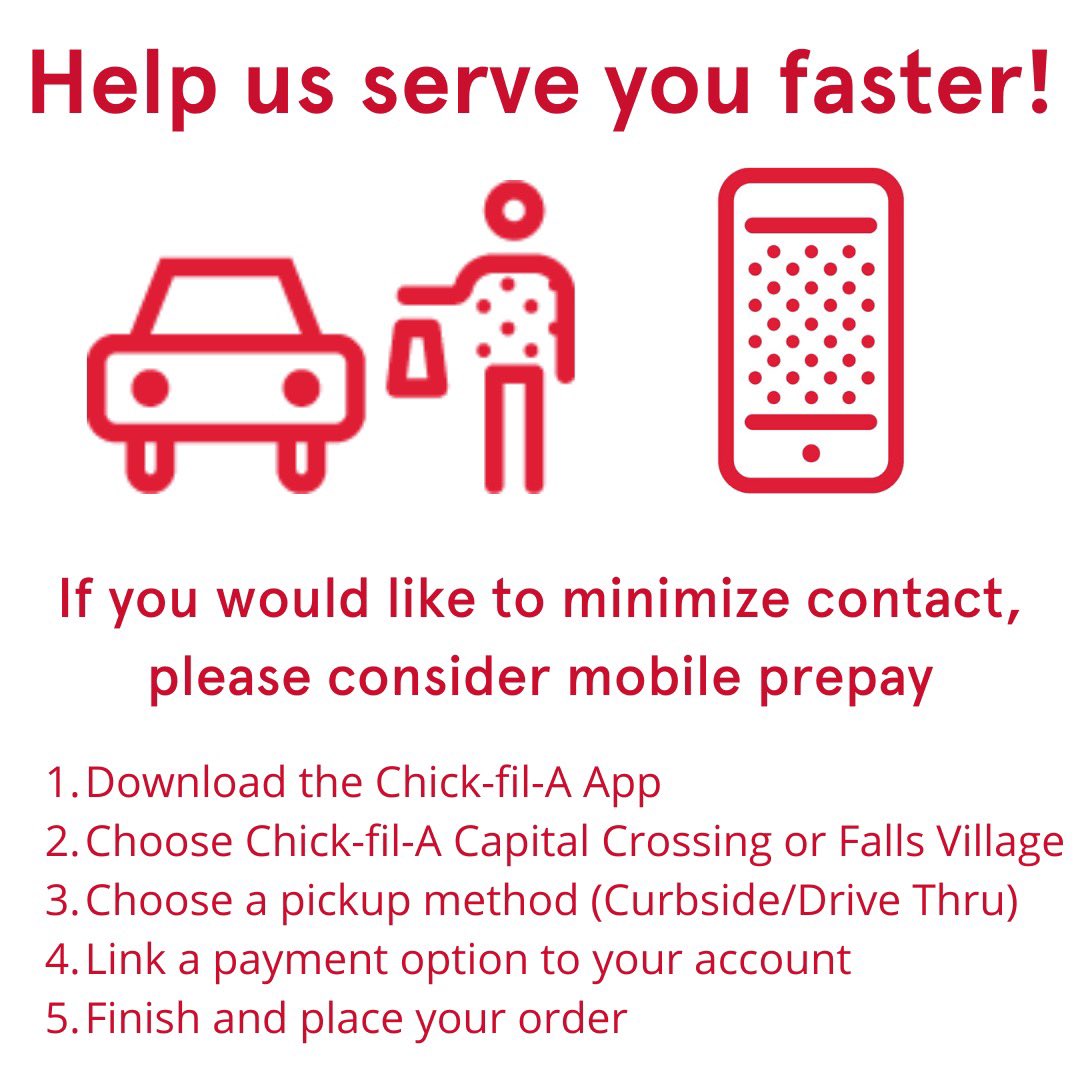 Help us serve you faster!
If you would like to minimize contact,
please consider mobile prepay
1. Download the Chick-fil-A App
2. Choose Chick-fil-A Capital Crossing or Falls Village
3. Choose a pickup method (Curbside/Drive Thru)
4. Link a payment option to your account
5. Finish and place your order